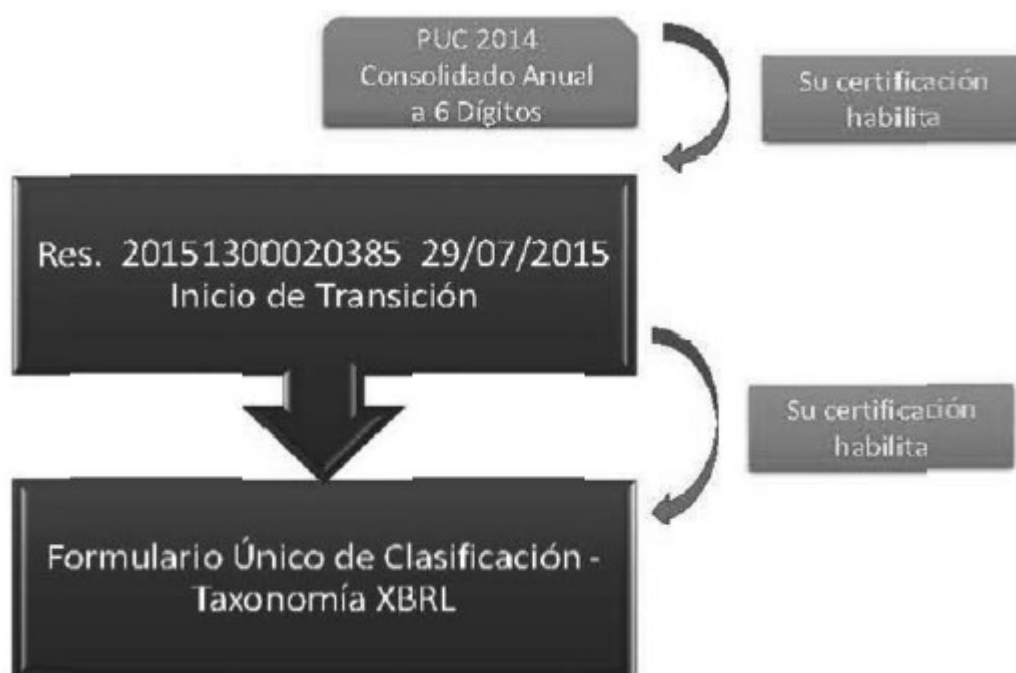 PUC 2014
Consolidado Anual
a 6 Dígitos
Su certificación
habilita
Res. 20151300020385 29/07/2015
Inicio de Transición
Su certificación
habilita
Formulario Único de Clasificación -
Taxonomía XBRL